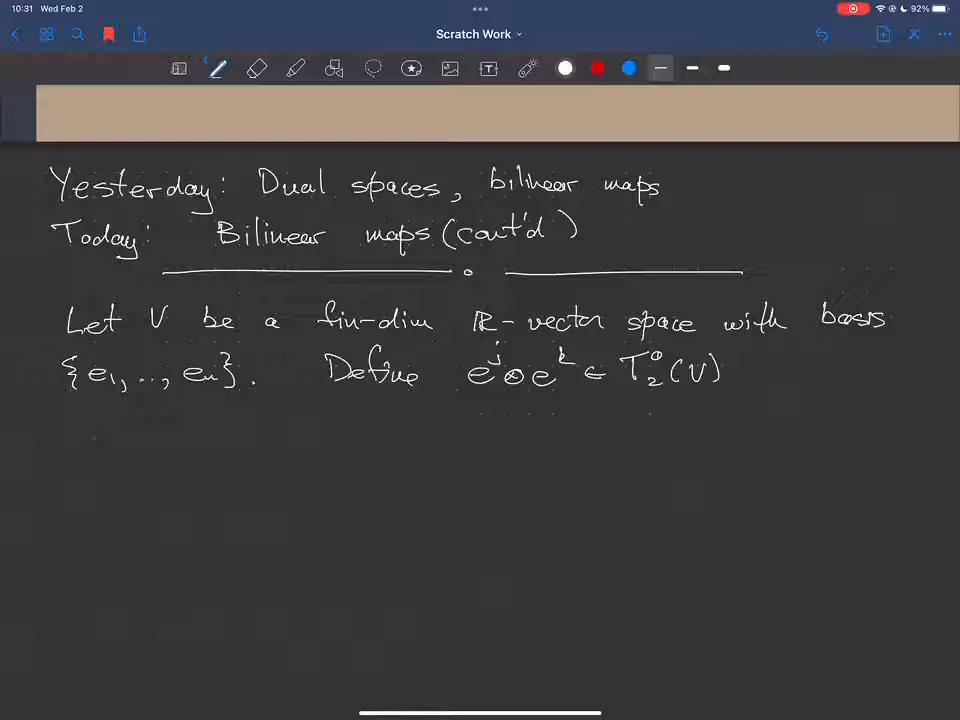 10:31 Wed Feb 2
92%
Scratch Work
Yesterday: Dual spaces, bilinear maps
Today: Bilinear maps (cont'd)
Let V be a fin-dim ℝ-vector space with basis
{e₁, .., eₙ}. Define eʲ⊗eᵏ ∈ T₂⁰(V)